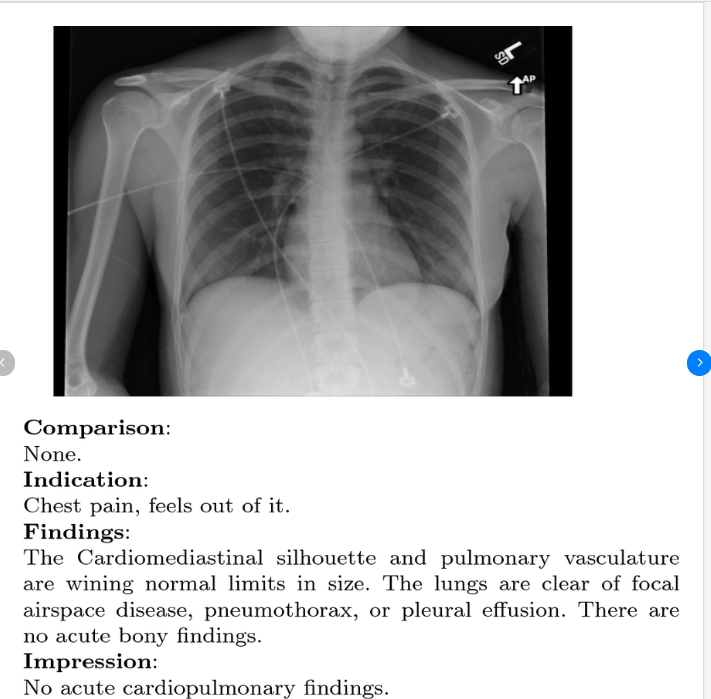 SD L
AP
Comparison:
None.
Indication:
Chest pain, feels out of it.
Findings:
The Cardiomediastinal silhouette and pulmonary vasculature
are wining normal limits in size. The lungs are clear of focal
airspace disease, pneumothorax, or pleural effusion. There are
no acute bony findings.
Impression:
No acute cardiopulmonary findings.